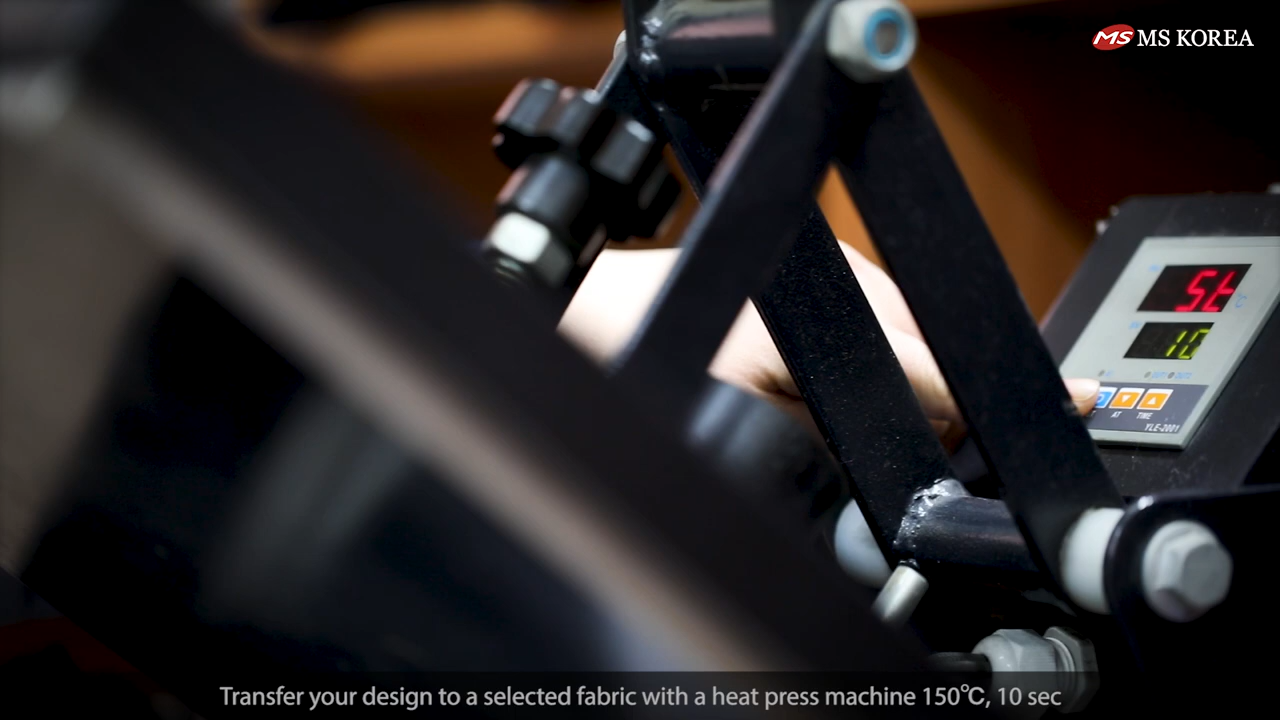 MS MS KOREA
St
°C
10
AT TIME
YLE-2001
Transfer your design to a selected fabric with a heat press machine 150℃, 10 sec